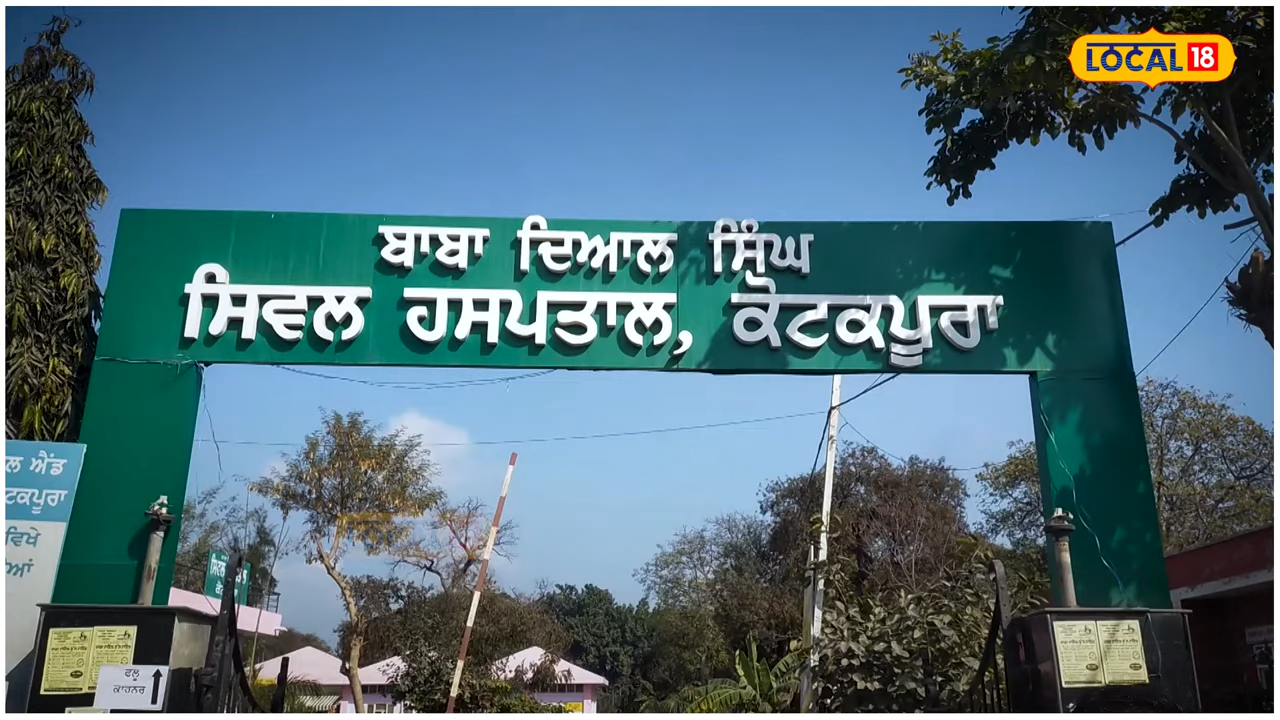 LOCAL 18
ਬਾਬਾ ਦਿਆਲ ਸਿੰਘ
ਸਿਵਲ ਹਸਪਤਾਲ, ਕੋਟਕਪੂਰਾ
ਲ ਐਂਡ
ਟਕਪੂਰਾ
ਵਿਖੇ
ਫਲੂ
ਕਾਰਨਰ